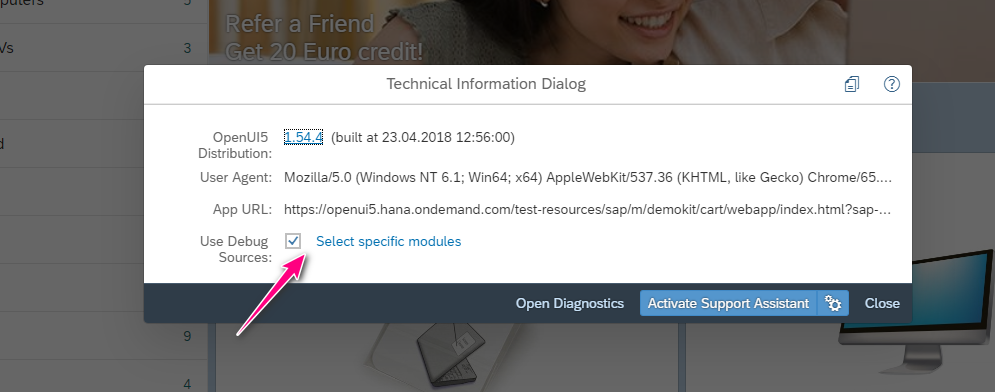 puters 5
Vs 3
d
9
4
Refer a Friend
Get 20 Euro credit!
Technical Information Dialog
OpenUI5 Distribution: 1.54.4 (built at 23.04.2018 12:56:00)
User Agent: Mozilla/5.0 (Windows NT 6.1; Win64; x64) AppleWebKit/537.36 (KHTML, like Gecko) Chrome/65....
App URL: https://openui5.hana.ondemand.com/test-resources/sap/m/demokit/cart/webapp/index.html?sap-...
Use Debug Sources: Select specific modules
Open Diagnostics Activate Support Assistant Close